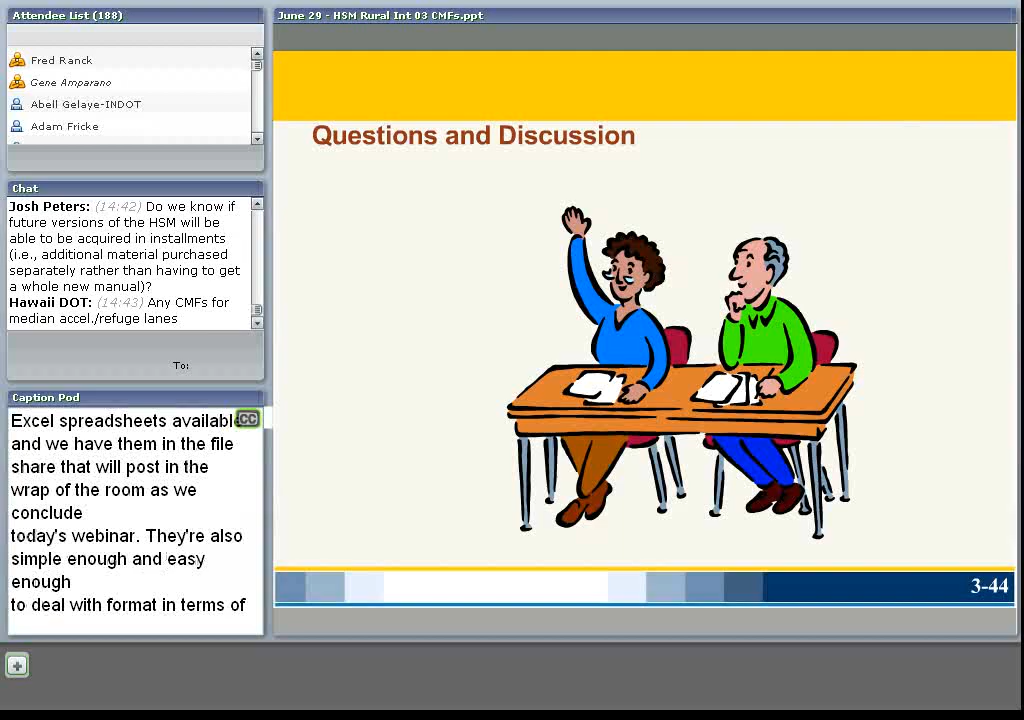 Attendee List (188)
Fred Ranck
Gene Amparano
Abell Gelaye-INDOT
Adam Fricke
Chat
Josh Peters: (14:42) Do we know if
future versions of the HSM will be
able to be acquired in installments
(i.e., additional material purchased
separately rather than having to get
a whole new manual)?
Hawaii DOT: (14:43) Any CMFs for
median accel./refuge lanes
To:
Caption Pod
Excel spreadsheets availabl
CC
and we have them in the file
share that will post in the
wrap of the room as we
conclude
today's webinar. They're also
simple enough and easy
enough
to deal with format in terms of
June 29 - HSM Rural Int 03 CMFs.ppt
Questions and Discussion
3-44